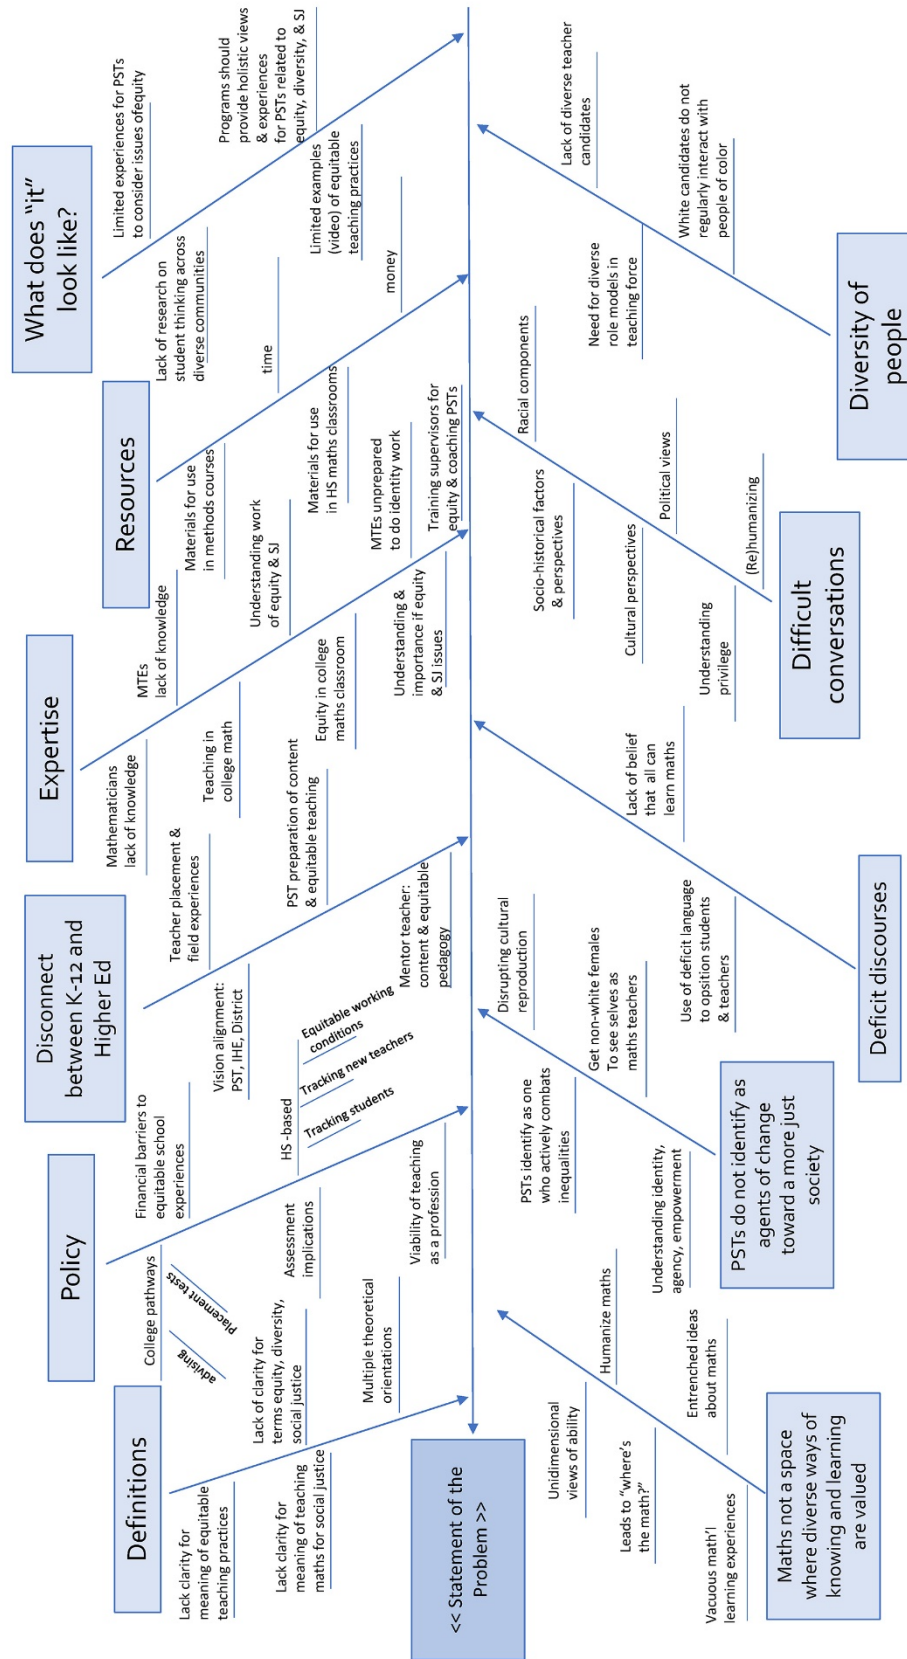 Definitions
Lack clarity for
meaning of equitable
teaching practices
Lack clarity for
meaning of teaching
maths for social justice
Lack of clarity for
terms equity, diversity,
social justice
Multiple theoretical
orientations
Policy
College pathways
advising
Placement tests
Financial barriers to
equitable school
experiences
Assessment
implications
HS -based
Tracking students
Tracking new teachers
Equitable working
conditions
Viability of teaching
as a profession
Disconnect
between K-12 and
Higher Ed
Vision alignment:
PST, IHE, District
Teacher placement &
field experiences
PST preparation of content
& equitable teaching
Mentor teacher:
content & equitable
pedagogy
Expertise
Mathematicians
lack of knowledge
MTEs
lack of knowledge
Teaching in
college math
Understanding work
of equity & SJ
Equity in college
maths classroom
MTEs unprepared
to do identity work
Understanding &
importance if equity
& SJ issues
Training supervisors for
equity & coaching PSTs
Resources
Materials for use
in methods courses
time
Materials for use
in HS maths classrooms
money
What does “it”
look like?
Limited experiences for PSTs
to consider issues ofequity
Lack of research on
student thinking across
diverse communities
Programs should
provide holistic views
& experiences
for PSTs related to
equity, diversity, & SJ
Limited examples
(video) of equitable
teaching practices
<< Statement of the
Problem >>
Unidimensional
views of ability
Humanize maths
Leads to “where’s
the math?”
Entrenched ideas
about maths
Vacuous math’l
learning experiences
Maths not a space
where diverse ways of
knowing and learning
are valued
Disrupting cultural
reproduction
PSTs identify as one
who actively combats
inequalities
Get non-white females
To see selves as
maths teachers
Understanding identity,
agency, empowerment
PSTs do not identify as
agents of change
toward a more just
society
Lack of belief
that all can
learn maths
Use of deficit language
to opsition students
& teachers
Deficit discourses
Racial components
Socio-historical factors
& perspectives
Political views
Cultural perspectives
(Re)humanizing
Understanding
privilege
Difficult
conversations
Lack of diverse teacher
candidates
Need for diverse
role models in
teaching force
White candidates do not
regularly interact with
people of color
Diversity of
people